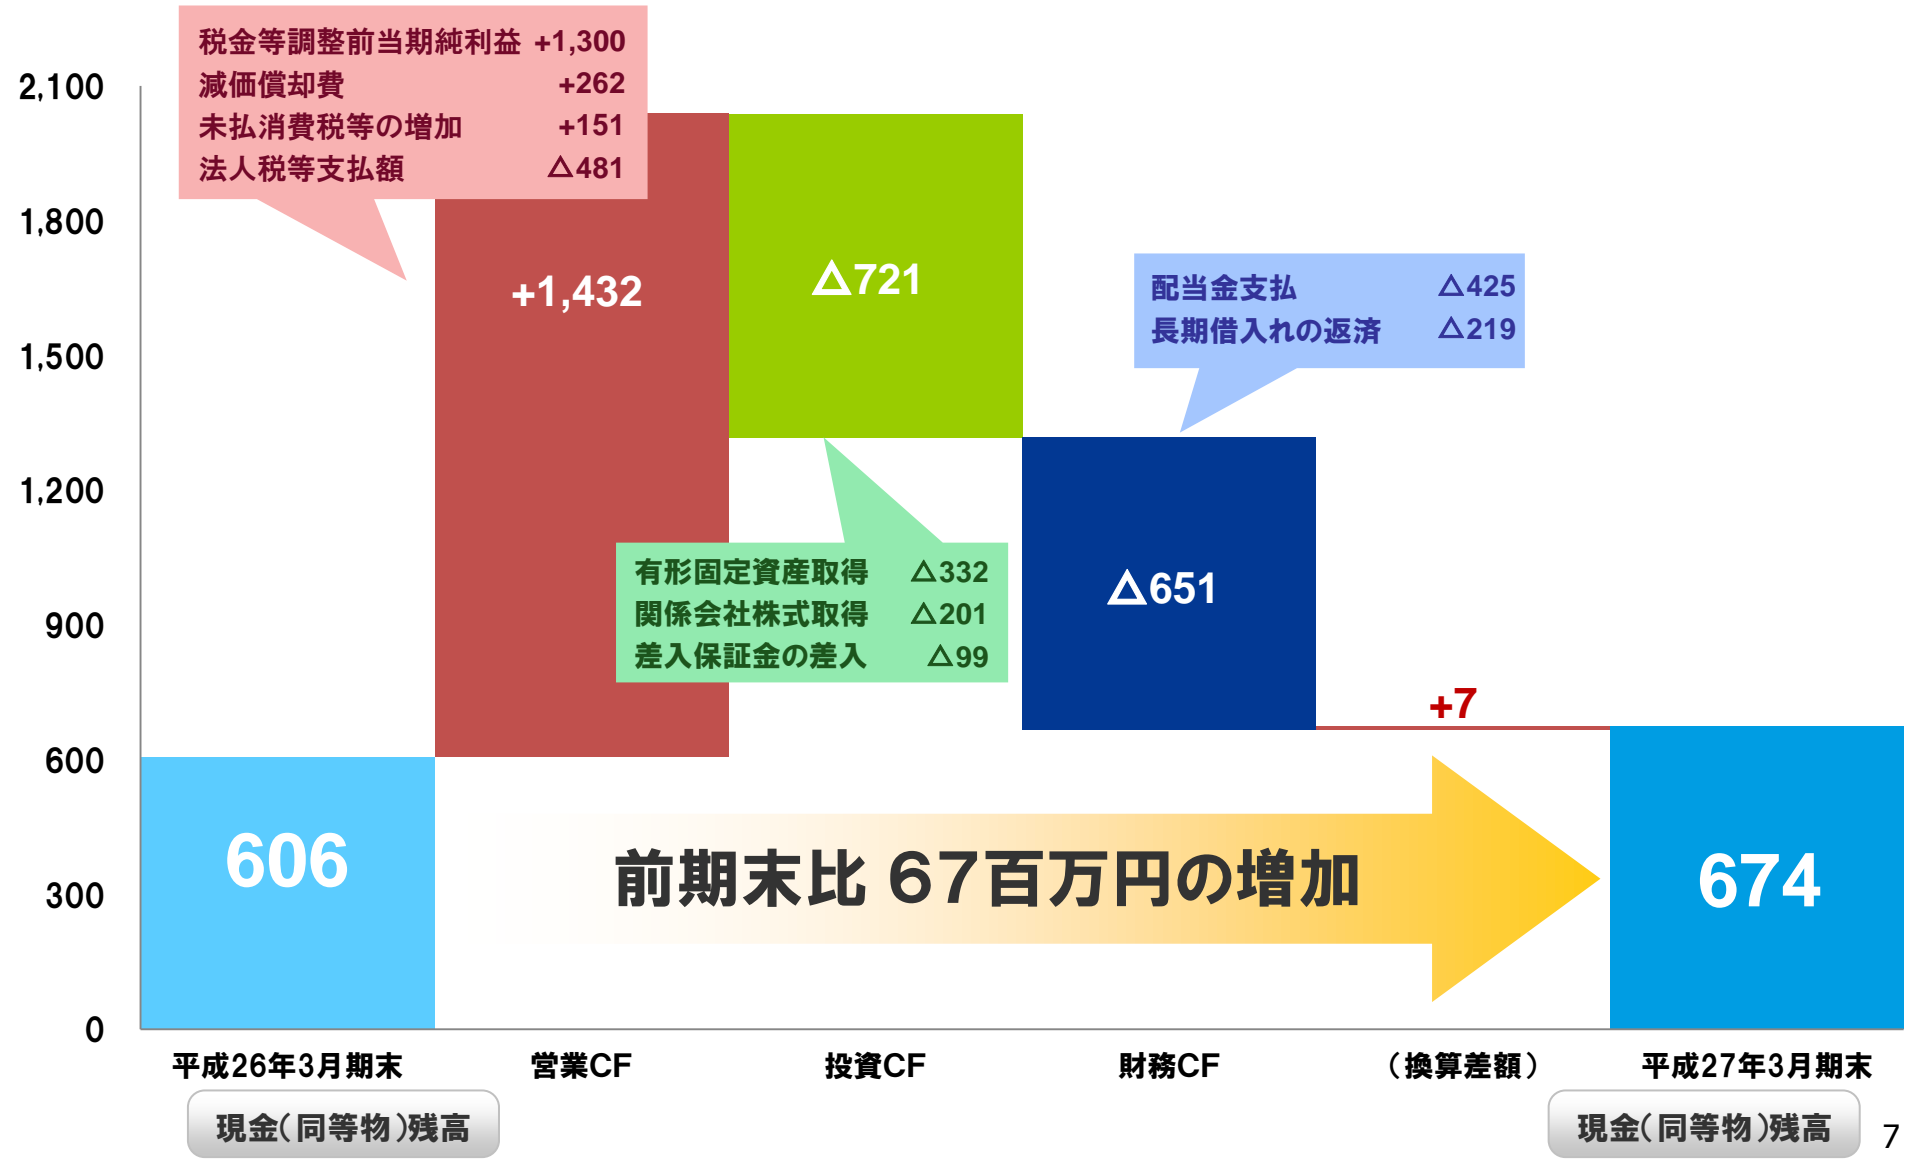 税金等調整前当期純利益 +1,300
減価償却費 +262
未払消費税等の増加 +151
法人税等支払額 △481
2,100
1,800
1,500
1,200
900
600
300
0
+1,432
△721
配当金支払 △425
長期借入れの返済 △219
有形固定資産取得 △332
関係会社株式取得 △201
差入保証金の差入 △99
△651
+7
606
前期末比 67百万円の増加
674
平成26年3月期末
営業CF
投資CF
財務CF
（換算差額）
平成27年3月期末
現金（同等物）残高
現金（同等物）残高
7